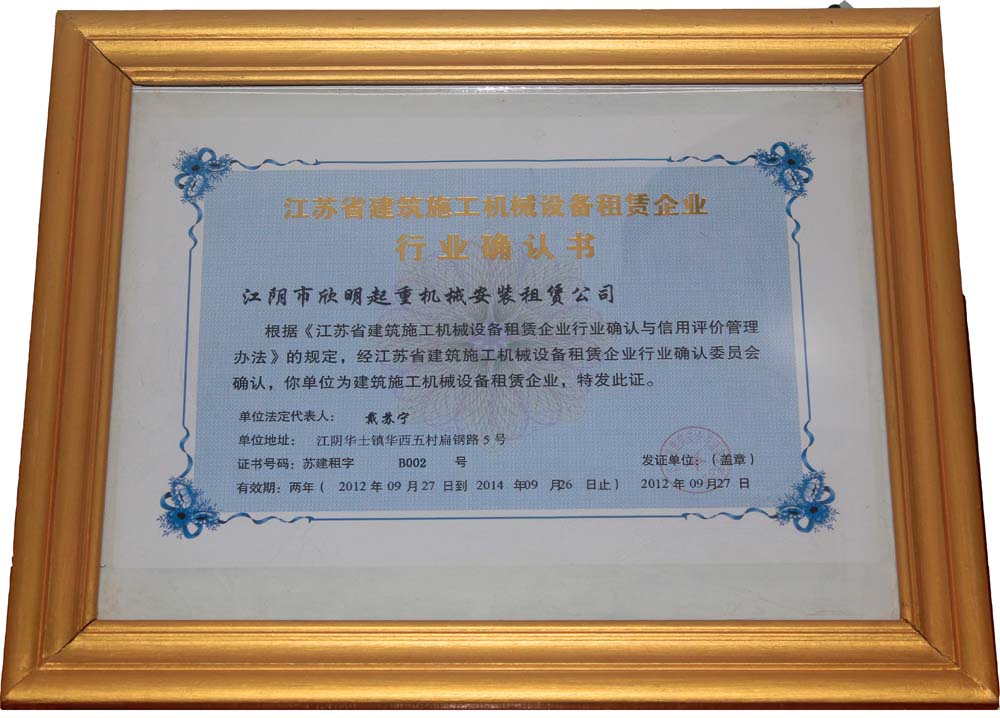 江苏省建筑施工机械设备租赁企业
行业确认书
江阴市欣明起重机械安装租赁公司
根据《江苏省建筑施工机械设备租赁企业行业确认与信用评价管理
办法》的规定，经江苏省建筑施工机械设备租赁企业行业确认委员会
确认，你单位为建筑施工机械设备租赁企业，特发此证。
单位法定代表人： 戴苏宁
单位地址： 江阴华士镇华西五村扁钢路5号
证书号码：苏建租字 B002 号 发证单位：（盖章）
有效期：两年（ 2012 年 09 月 27 日到 2014 年 09 月 26 日止） 2012 年 09 月 27 日